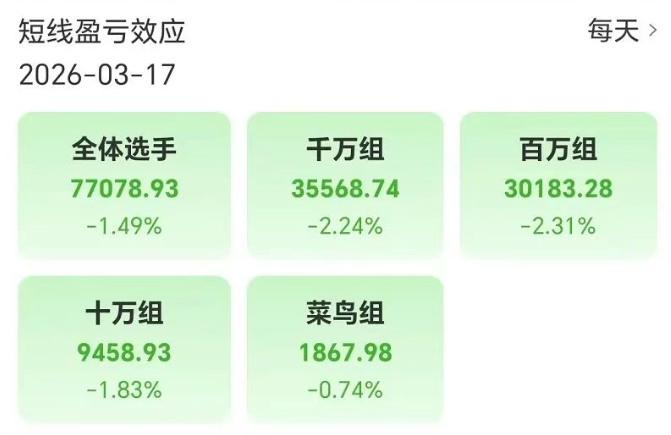 短线盈亏效应
每天 >
2026-03-17
全体选手
77078.93
-1.49%
千万组
35568.74
-2.24%
百万组
30183.28
-2.31%
十万组
9458.93
-1.83%
菜鸟组
1867.98
-0.74%